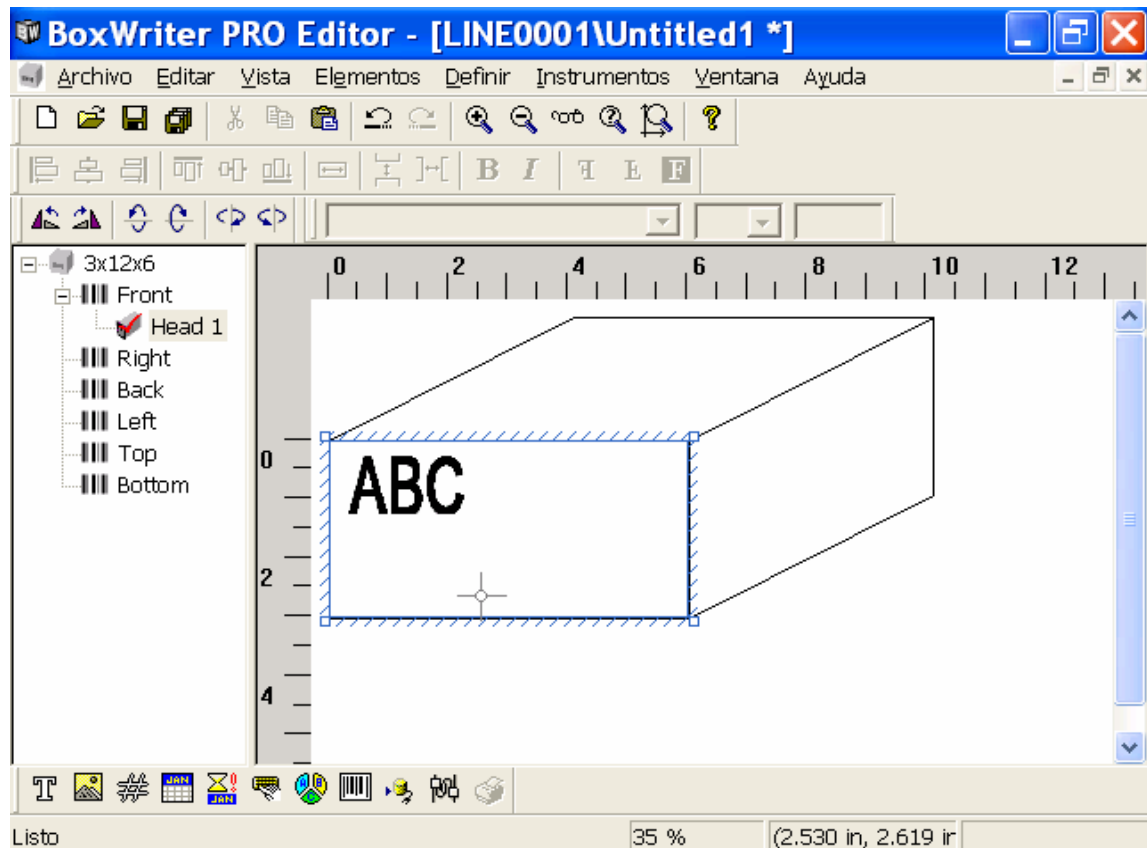 BoxWriter PRO Editor - [LINE0001\Untitled1 *]
Archivo Editar Vista Elementos Definir Instrumentos Ventana Ayuda
B I F F F
3x12x6
Front
Head 1
Right
Back
Left
Top
Bottom
0 2 4 6 8 10 12
0
2
4
ABC
T JAN JAN
Listo 35 % (2.530 in, 2.619 ir